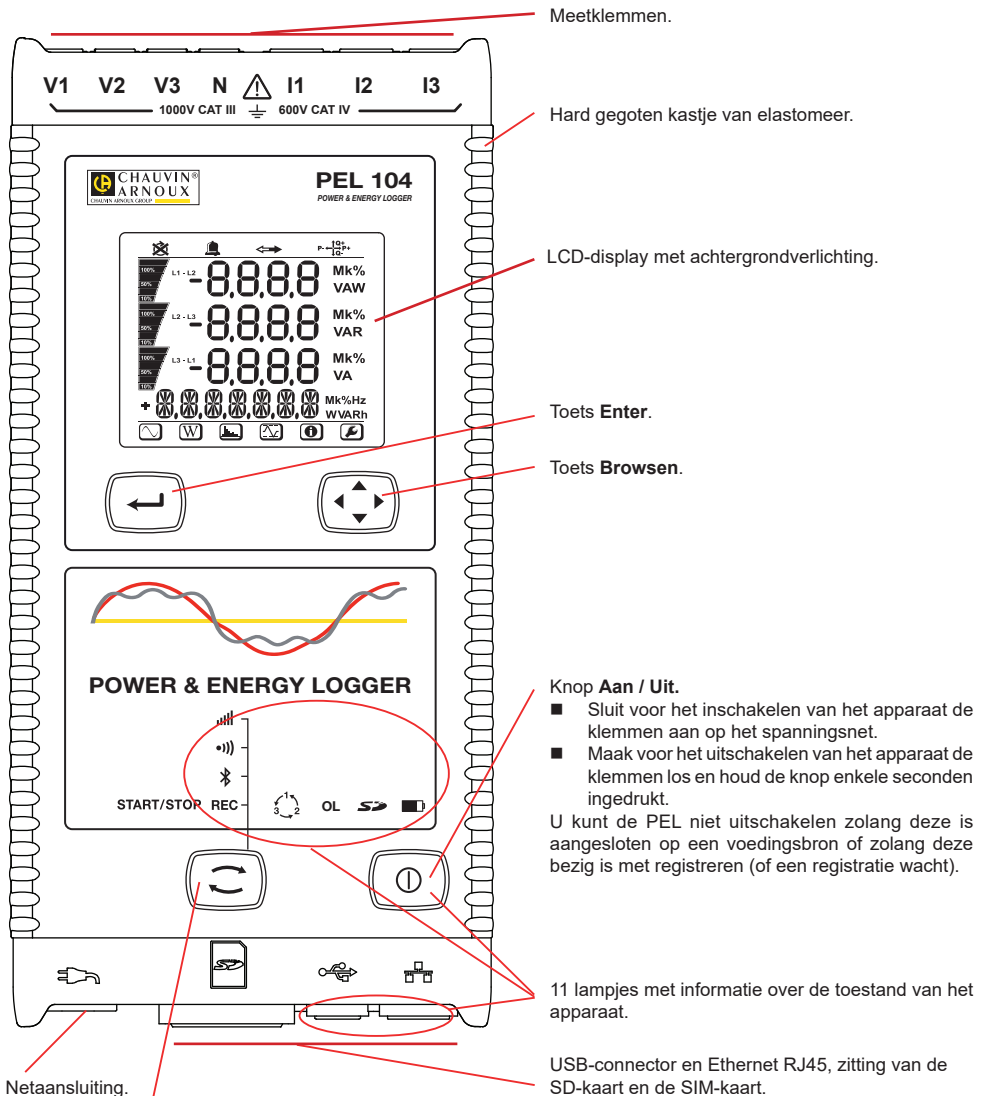 Meetklemmen.
V1 V2 V3 N I1 I2 I3
1000V CAT III 600V CAT IV
Hard gegoten kastje van elastomeer.
CHAUVIN®
ARNOUX
CHAUVIN ARNOUX GROUP
PEL 104
POWER & ENERGY LOGGER
P- Q+ P+
Q-
LCD-display met achtergrondverlichting.
100%
50%
10%
L1 - L2
-8.8.8.8
Mk%
VAW
100%
50%
10%
L2 - L3
-8.8.8.8
Mk%
VAR
100%
50%
10%
L3 - L1
-8.8.8.8
Mk%
VA
+
Mk%Hz
WVARh
W
Toets Enter.
Toets Browsen.
POWER & ENERGY LOGGER
START/STOP REC
1
3 2
OL SD
Knop Aan / Uit.
■ Sluit voor het inschakelen van het apparaat de
klemmen aan op het spanningsnet.
■ Maak voor het uitschakelen van het apparaat de
klemmen los en houd de knop enkele seconden
ingedrukt.
U kunt de PEL niet uitschakelen zolang deze is
aangesloten op een voedingsbron of zolang deze
bezig is met registreren (of een registratie wacht).
SD
11 lampjes met informatie over de toestand van het
apparaat.
USB-connector en Ethernet RJ45, zitting van de
SD-kaart en de SIM-kaart.
Netaansluiting.